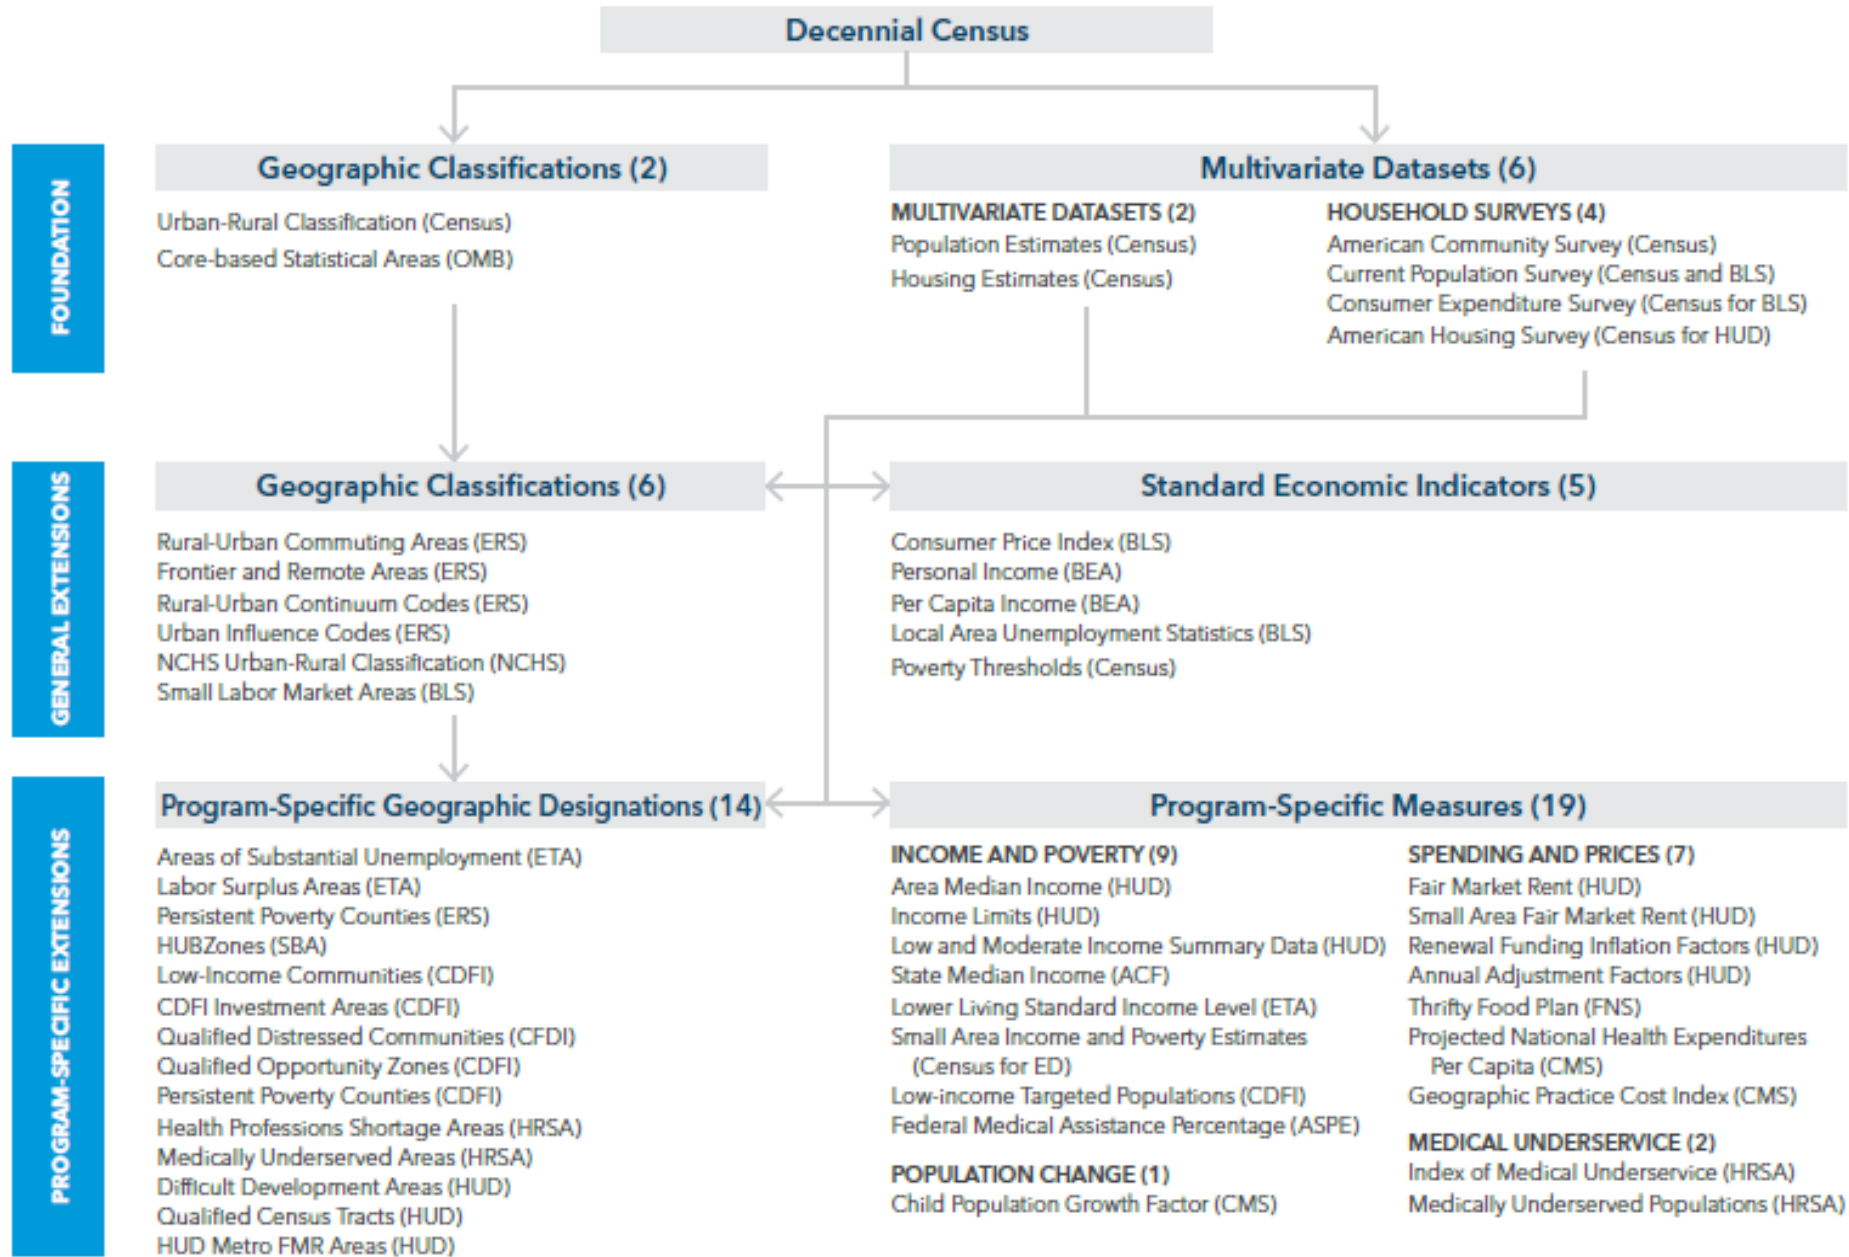 Decennial Census
FOUNDATION
Geographic Classifications (2)
Urban-Rural Classification (Census)
Core-based Statistical Areas (OMB)
Multivariate Datasets (6)
MULTIVARIATE DATASETS (2)
Population Estimates (Census)
Housing Estimates (Census)
HOUSEHOLD SURVEYS (4)
American Community Survey (Census)
Current Population Survey (Census and BLS)
Consumer Expenditure Survey (Census for BLS)
American Housing Survey (Census for HUD)
GENERAL EXTENSIONS
Geographic Classifications (6)
Rural-Urban Commuting Areas (ERS)
Frontier and Remote Areas (ERS)
Rural-Urban Continuum Codes (ERS)
Urban Influence Codes (ERS)
NCHS Urban-Rural Classification (NCHS)
Small Labor Market Areas (BLS)
Standard Economic Indicators (5)
Consumer Price Index (BLS)
Personal Income (BEA)
Per Capita Income (BEA)
Local Area Unemployment Statistics (BLS)
Poverty Thresholds (Census)
PROGRAM-SPECIFIC EXTENSIONS
Program-Specific Geographic Designations (14)
Areas of Substantial Unemployment (ETA)
Labor Surplus Areas (ETA)
Persistent Poverty Counties (ERS)
HUBZones (SBA)
Low-Income Communities (CDFI)
CDFI Investment Areas (CDFI)
Qualified Distressed Communities (CFDI)
Qualified Opportunity Zones (CDFI)
Persistent Poverty Counties (CDFI)
Health Professions Shortage Areas (HRSA)
Medically Underserved Areas (HRSA)
Difficult Development Areas (HUD)
Qualified Census Tracts (HUD)
HUD Metro FMR Areas (HUD)
Program-Specific Measures (19)
INCOME AND POVERTY (9)
Area Median Income (HUD)
Income Limits (HUD)
Low and Moderate Income Summary Data (HUD)
State Median Income (ACF)
Lower Living Standard Income Level (ETA)
Small Area Income and Poverty Estimates
(Census for ED)
Low-income Targeted Populations (CDFI)
Federal Medical Assistance Percentage (ASPE)
POPULATION CHANGE (1)
Child Population Growth Factor (CMS)
SPENDING AND PRICES (7)
Fair Market Rent (HUD)
Small Area Fair Market Rent (HUD)
Renewal Funding Inflation Factors (HUD)
Annual Adjustment Factors (HUD)
Thrifty Food Plan (FNS)
Projected National Health Expenditures
Per Capita (CMS)
Geographic Practice Cost Index (CMS)
MEDICAL UNDERSERVICE (2)
Index of Medical Underservice (HRSA)
Medically Underserved Populations (HRSA)